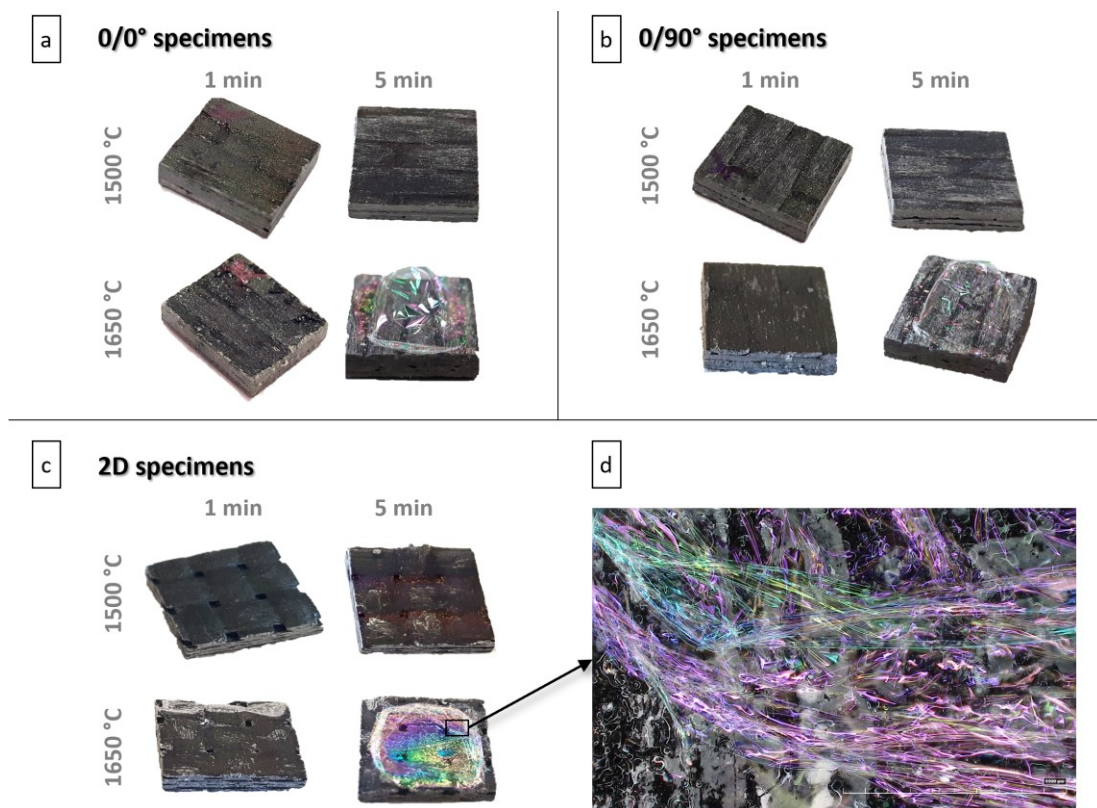 a
0/0° specimens
1 min
5 min
1500 °C
1650 °C
b
0/90° specimens
1 min
5 min
1500 °C
1650 °C
c
2D specimens
1 min
5 min
1500 °C
1650 °C
d